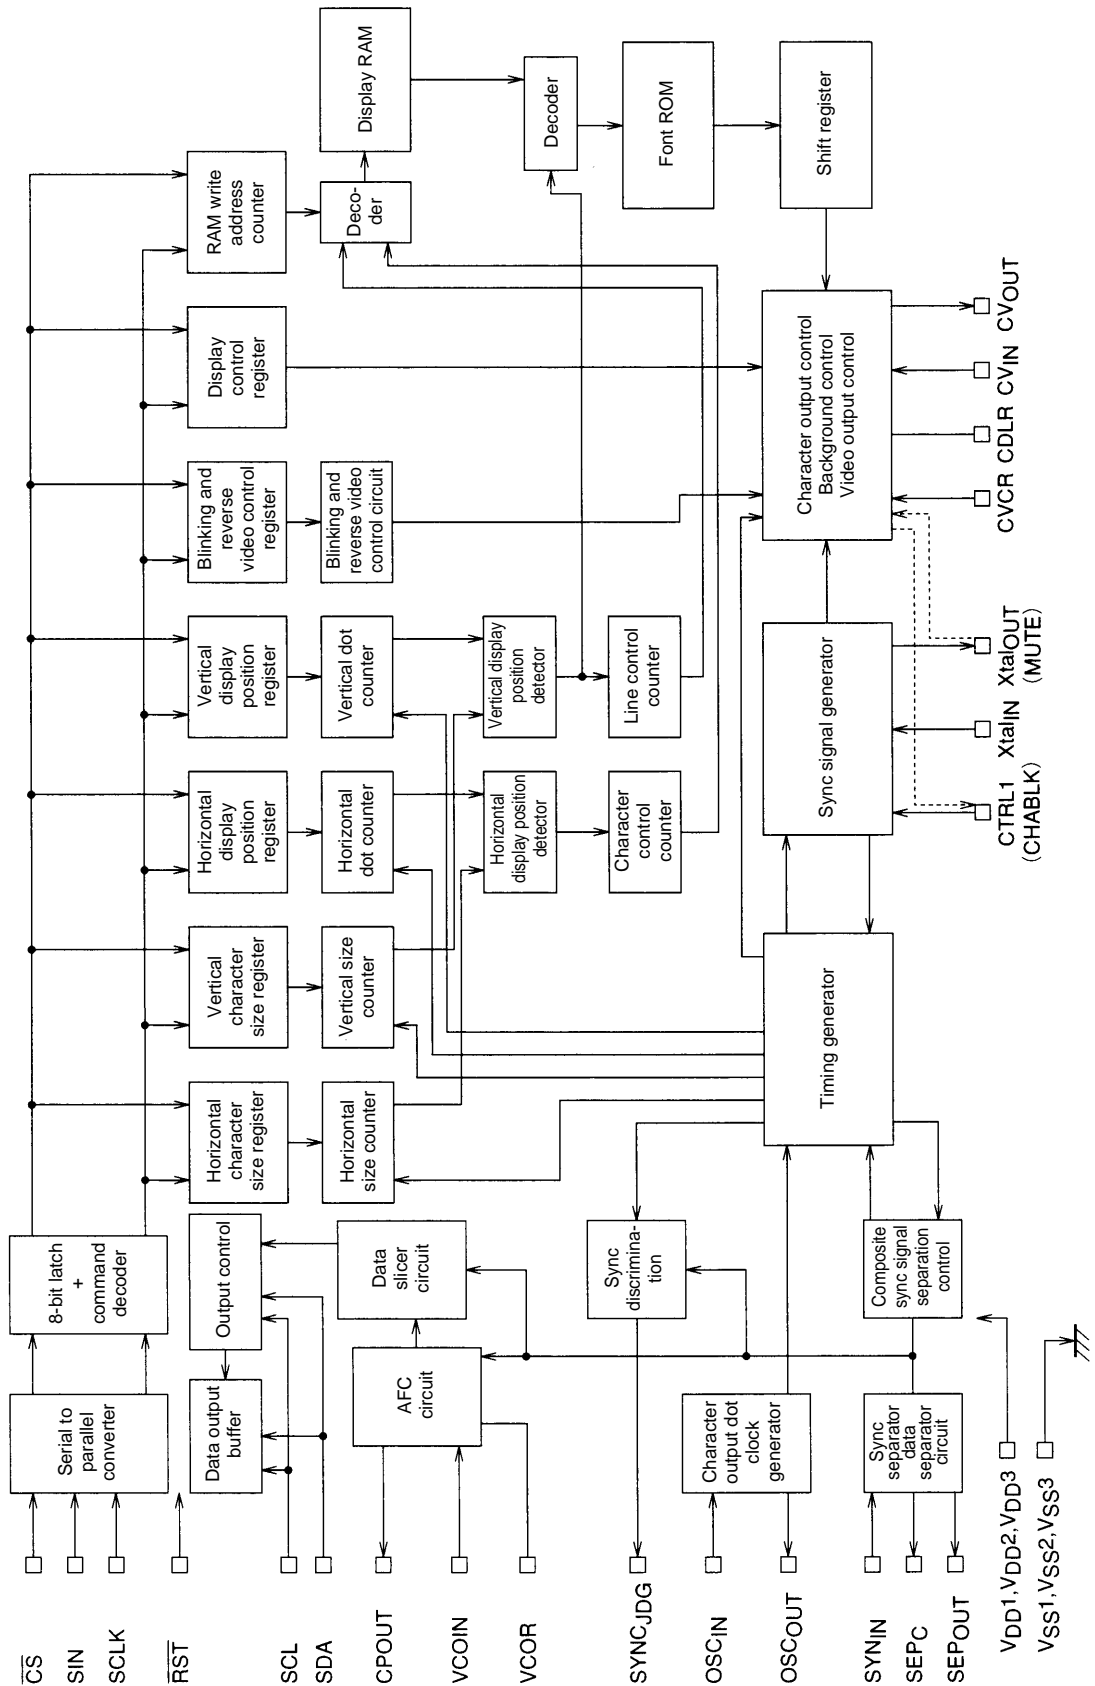 CS
SIN
SCLK
RST
SCL
SDA
CPOUT
VCOIN
VCOR
SYNCJDG
OSCIN
OSCOUT
SYNIN
SEPC
SEPOUT
VDD1,VDD2,VDD3
VSS1,VSS2,VSS3
Serial to
parallel
converter
8-bit latch
+
command
decoder
Data output
buffer
Output control
AFC
circuit
Data
slicer
circuit
Sync
discrimina-
tion
Character
output dot
clock
generator
Sync
separator
data
separator
circuit
Composite
sync signal
separation
control
Horizontal
character
size register
Horizontal
size counter
Vertical
character
size register
Vertical size
counter
Timing generator
Horizontal
display
position
register
Horizontal
dot counter
Horizontal
display position
detector
Character
control
counter
Vertical
display
position
register
Vertical dot
counter
Vertical display
position
detector
Line control
counter
Sync signal generator
CTRL1
(CHABLK)
XtalIN
XtalOUT
(MUTE)
Blinking and
reverse
video control
register
Blinking and
reverse video
control circuit
Display
control
register
Character output control
Background control
Video output control
CVCR
CDLR
CVIN
CVOUT
RAM write
address
counter
Deco-
der
Display RAM
Decoder
Font ROM
Shift register